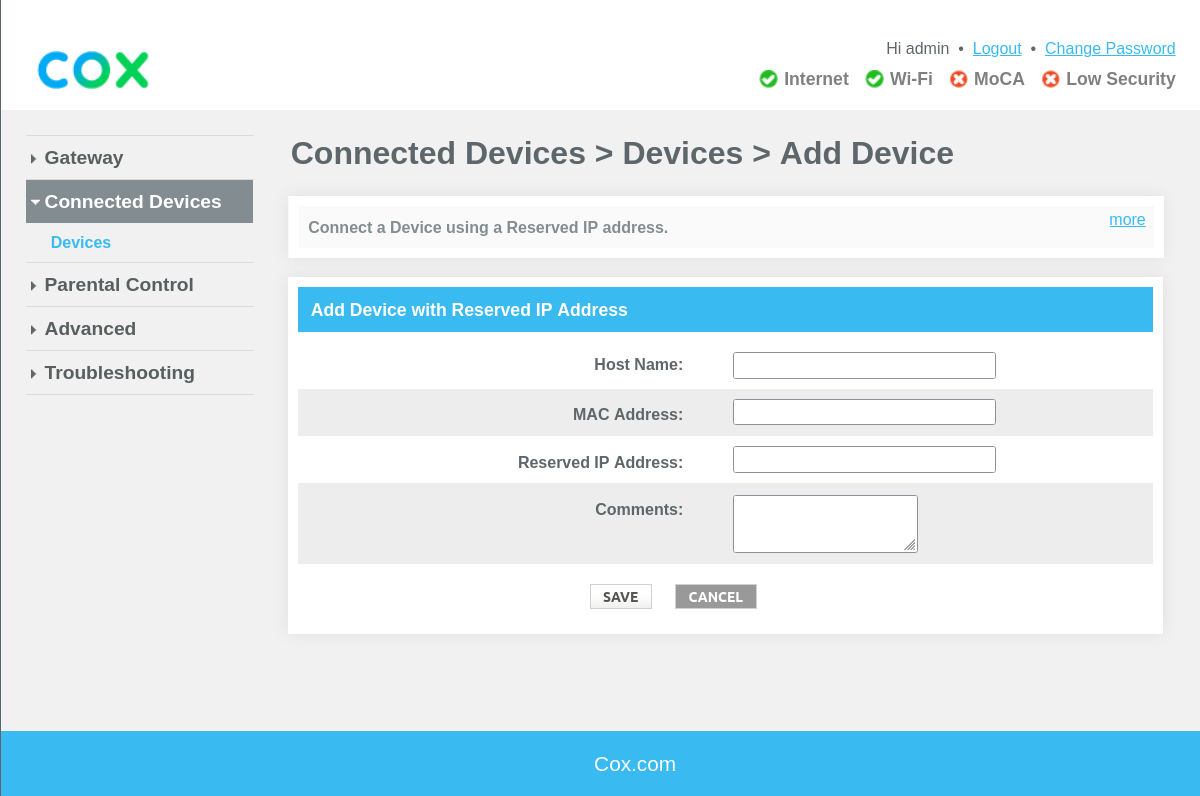 COX
Hi admin • Logout • Change Password
Internet Wi-Fi MoCA Low Security
Gateway
Connected Devices
Devices
Parental Control
Advanced
Troubleshooting
Connected Devices > Devices > Add Device
Connect a Device using a Reserved IP address.
more
Add Device with Reserved IP Address
Host Name:
MAC Address:
Reserved IP Address:
Comments:
SAVE CANCEL
Cox.com